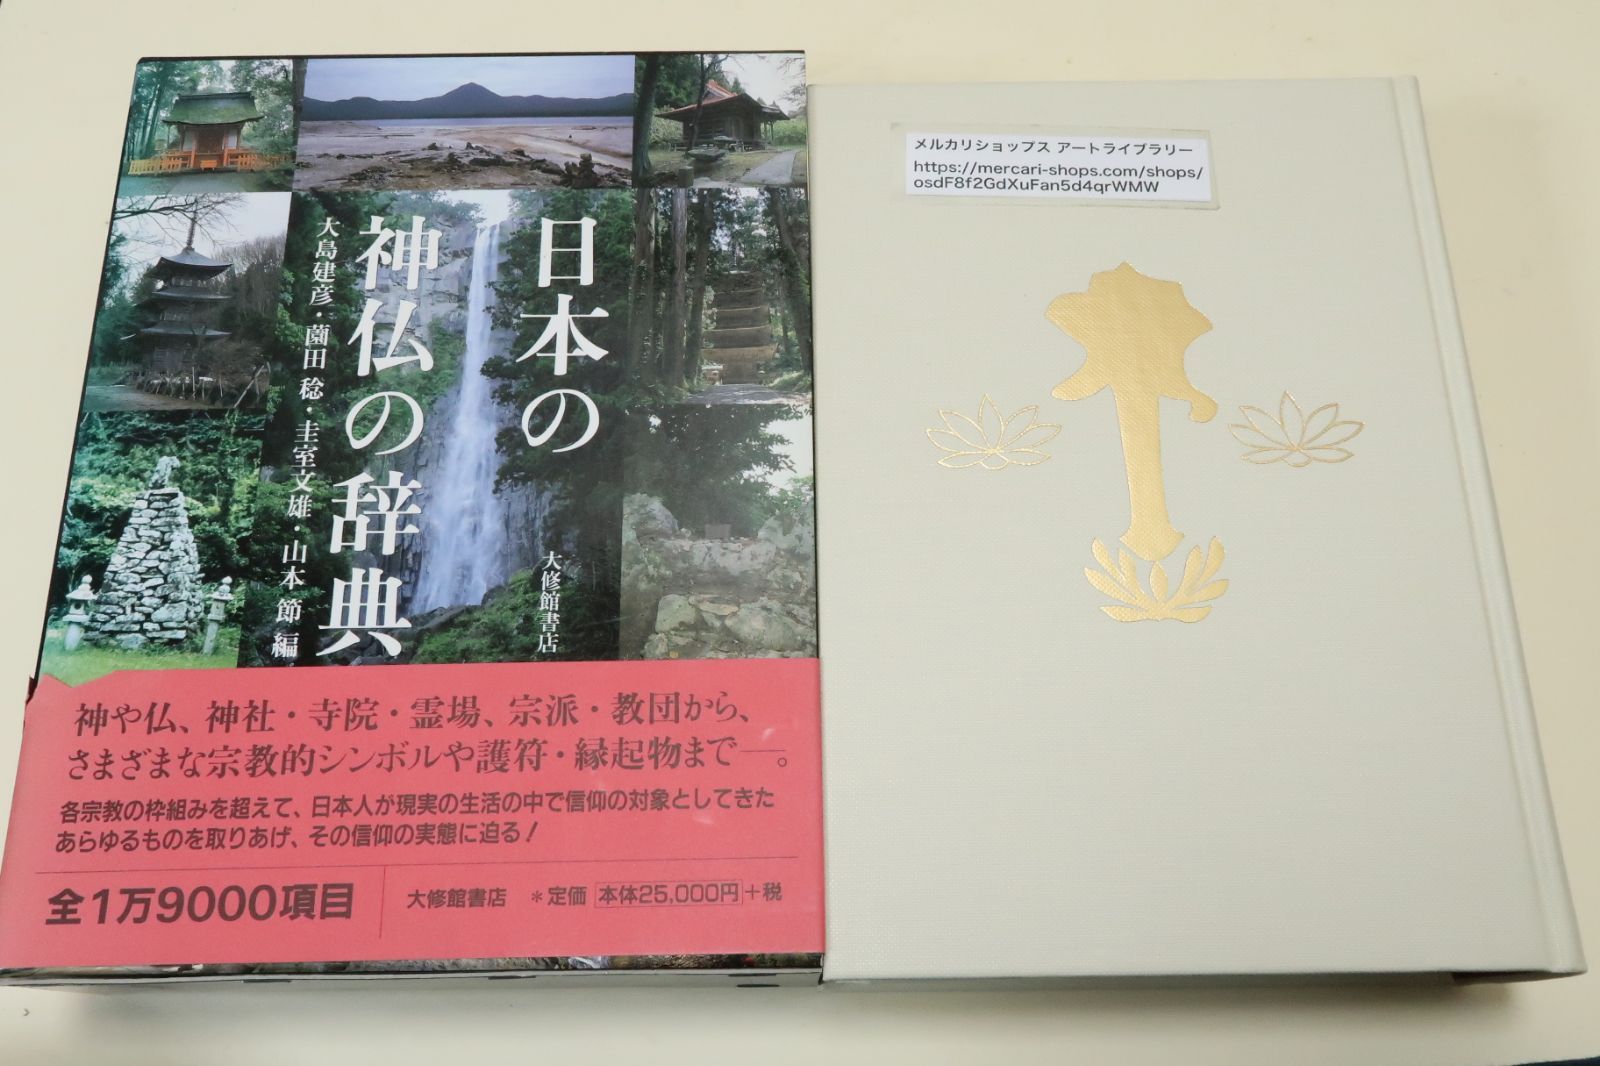 日本の
神仏の辞典
大島建彦・薗田 稔・圭室文雄・山本 節 編
大修館書店
神や仏、神社・寺院・霊場、宗派・教団から、
さまざまな宗教的シンボルや護符・縁起物まで―。
各宗教の枠組みを超えて、日本人が現実の生活の中で信仰の対象としてきた
あらゆるものを取りあげ、その信仰の実態に迫る!
全1万9000項目
大修館書店 *定価 本体25,000円+税
メルカリショップス アートライブラリー
https://mercari-shops.com/shops/
osdF8f2GdXuFan5d4qrWMW